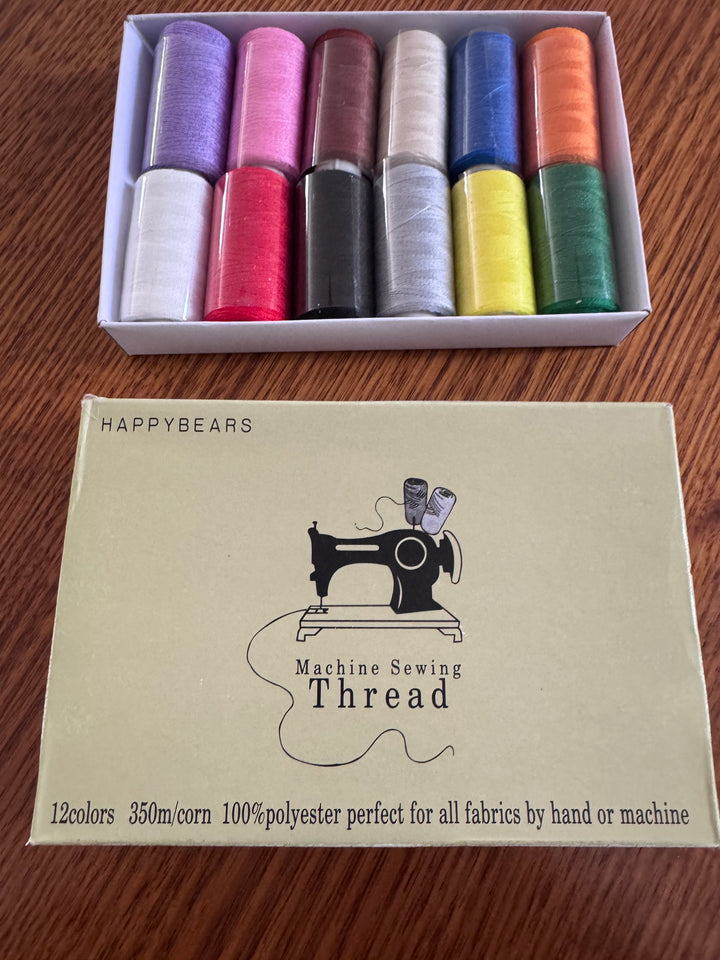 HAPPYBEARS
Machine Sewing
Thread
12colors 350m/corn 100%polyester perfect for all fabrics by hand or machine